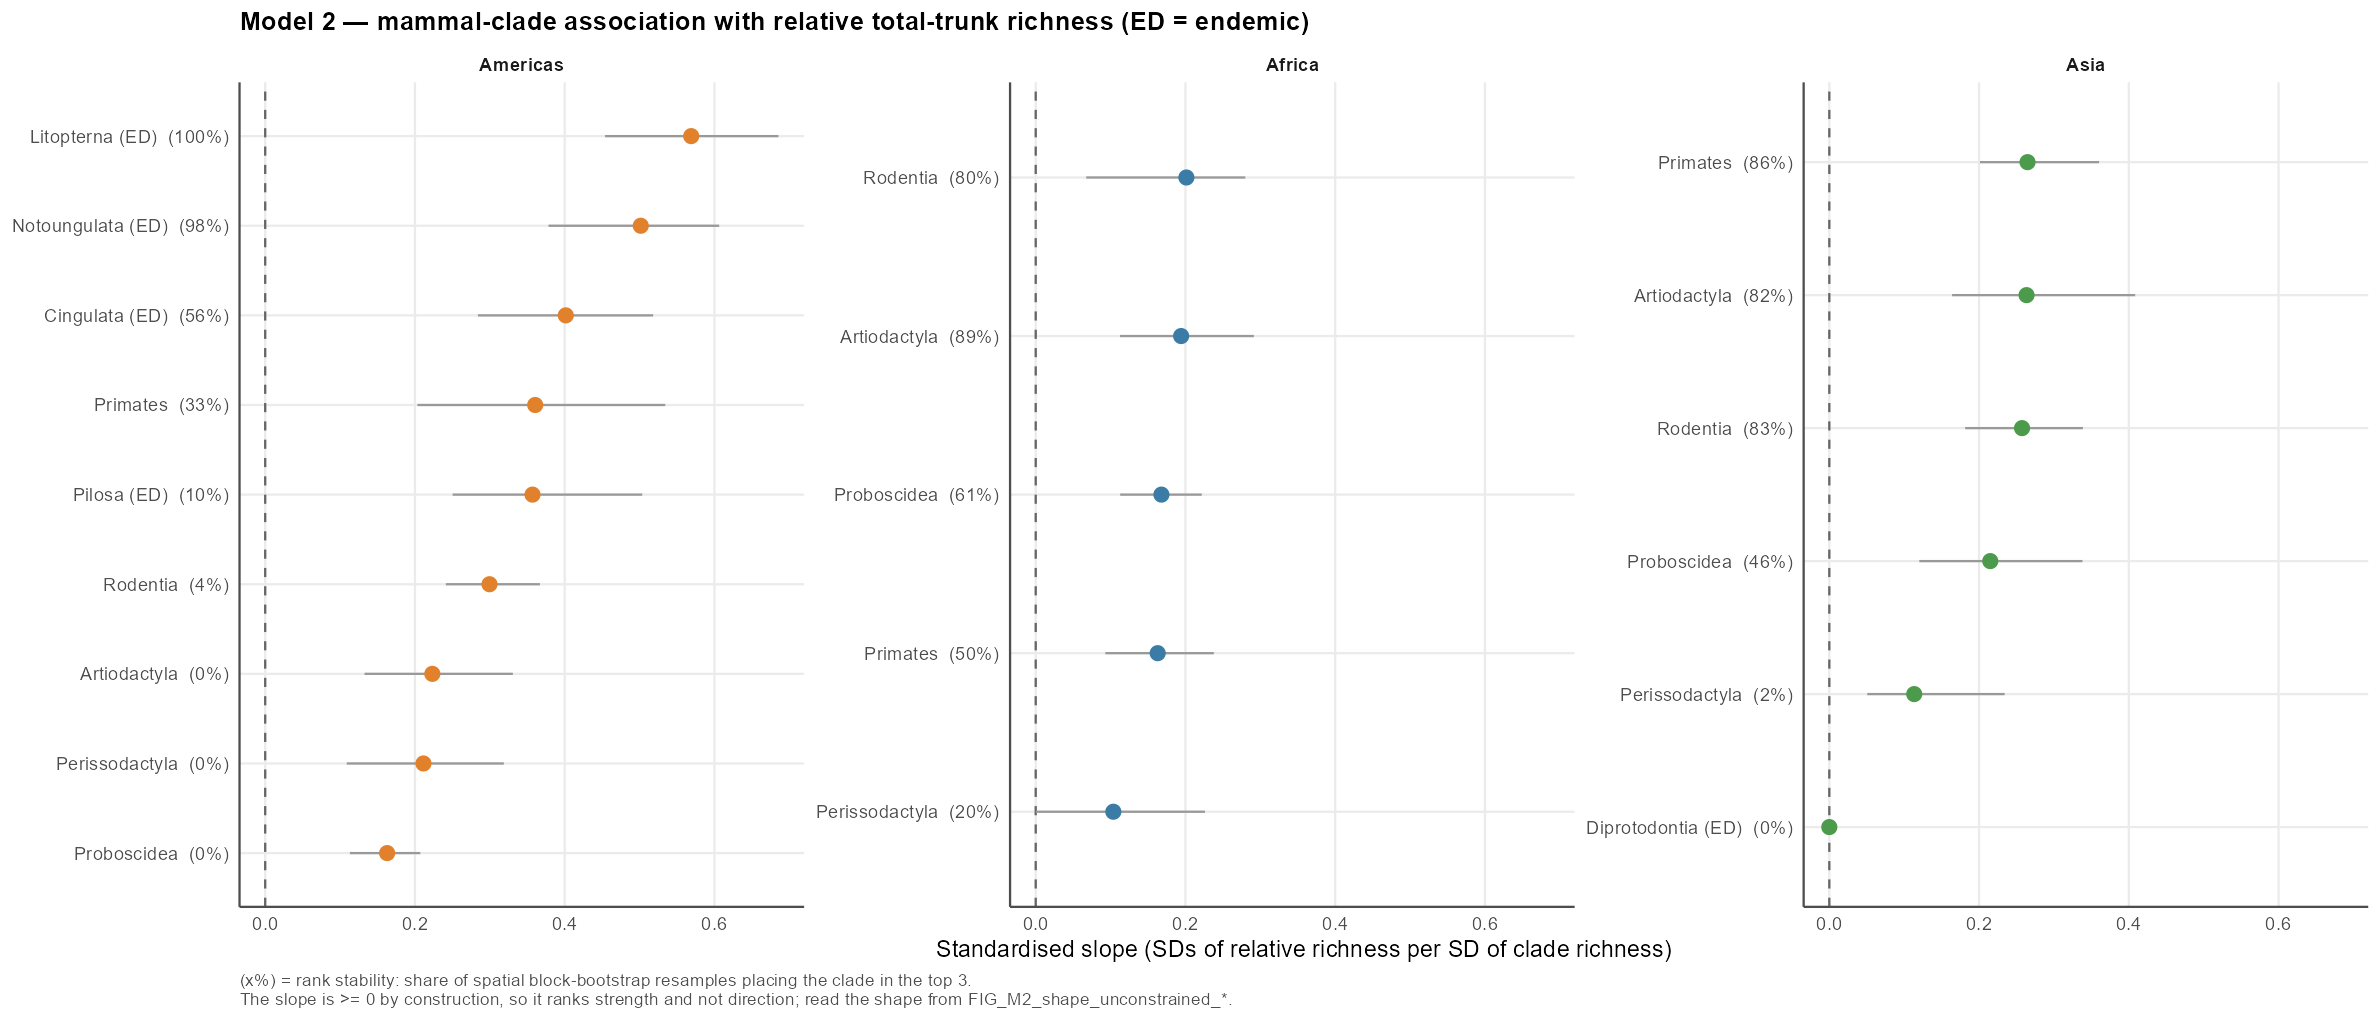 Model 2 — mammal-clade association with relative total-trunk richness (ED = endemic)
Americas
Litopterna (ED) (100%)
Notoungulata (ED) (98%)
Cingulata (ED) (56%)
Primates (33%)
Pilosa (ED) (10%)
Rodentia (4%)
Artiodactyla (0%)
Perissodactyla (0%)
Proboscidea (0%)
0.0 0.2 0.4 0.6
Africa
Rodentia (80%)
Artiodactyla (89%)
Proboscidea (61%)
Primates (50%)
Perissodactyla (20%)
0.0 0.2 0.4 0.6
Asia
Primates (86%)
Artiodactyla (82%)
Rodentia (83%)
Proboscidea (46%)
Perissodactyla (2%)
Diprotodontia (ED) (0%)
0.0 0.2 0.4 0.6
Standardised slope (SDs of relative richness per SD of clade richness)
(x%) = rank stability: share of spatial block-bootstrap resamples placing the clade in the top 3.
The slope is >= 0 by construction, so it ranks strength and not direction; read the shape from FIG_M2_shape_unconstrained_*.